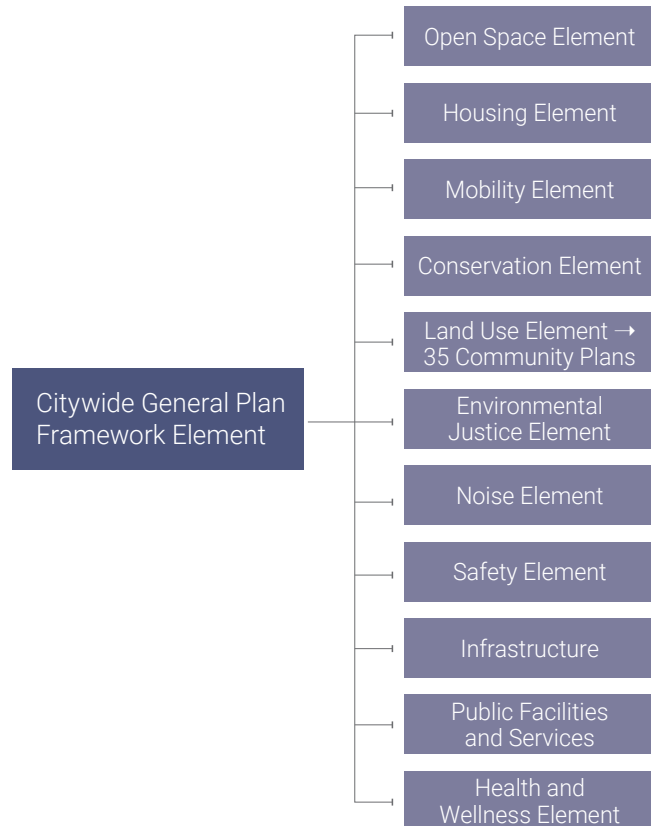 Open Space Element
Housing Element
Mobility Element
Conservation Element
Land Use Element →
35 Community Plans
Citywide General Plan
Framework Element
Environmental
Justice Element
Noise Element
Safety Element
Infrastructure
Public Facilities
and Services
Health and
Wellness Element